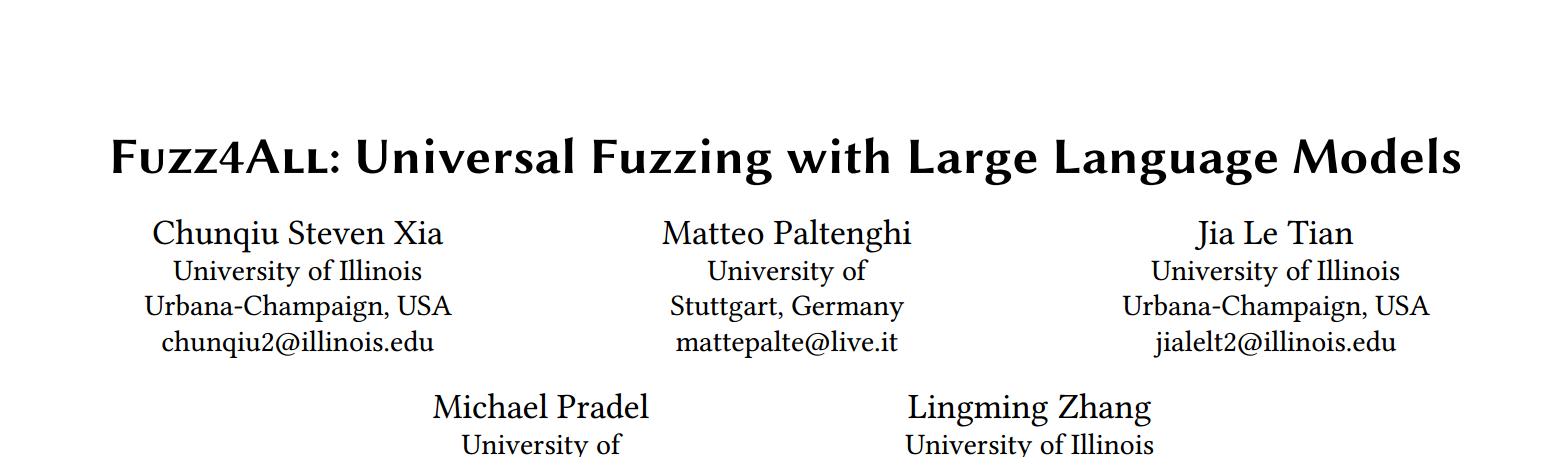 Fuzz4All: Universal Fuzzing with Large Language Models
Chunqiu Steven Xia
University of Illinois
Urbana-Champaign, USA
chunqiu2@illinois.edu
Matteo Paltenghi
University of
Stuttgart, Germany
mattepalte@live.it
Jia Le Tian
University of Illinois
Urbana-Champaign, USA
jialelt2@illinois.edu
Michael Pradel
University of
Lingming Zhang
University of Illinois